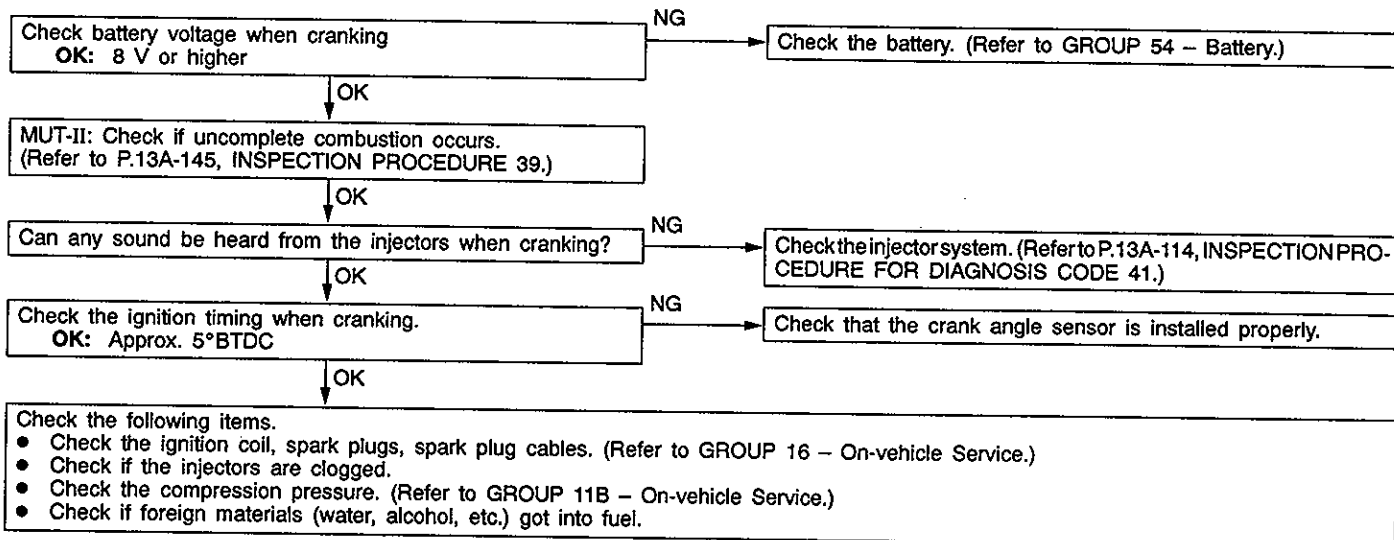 NG
Check battery voltage when cranking
OK: 8 V or higher
Check the battery. (Refer to GROUP 54 – Battery.)
OK
MUT-II: Check if uncomplete combustion occurs.
(Refer to P.13A-145, INSPECTION PROCEDURE 39.)
OK
NG
Can any sound be heard from the injectors when cranking?
Check the injector system. (Refer to P.13A-114, INSPECTION PRO-
CEDURE FOR DIAGNOSIS CODE 41.)
OK
NG
Check the ignition timing when cranking.
OK: Approx. 5°BTDC
Check that the crank angle sensor is installed properly.
OK
Check the following items.
● Check the ignition coil, spark plugs, spark plug cables. (Refer to GROUP 16 – On-vehicle Service.)
● Check if the injectors are clogged.
● Check the compression pressure. (Refer to GROUP 11B – On-vehicle Service.)
● Check if foreign materials (water, alcohol, etc.) got into fuel.